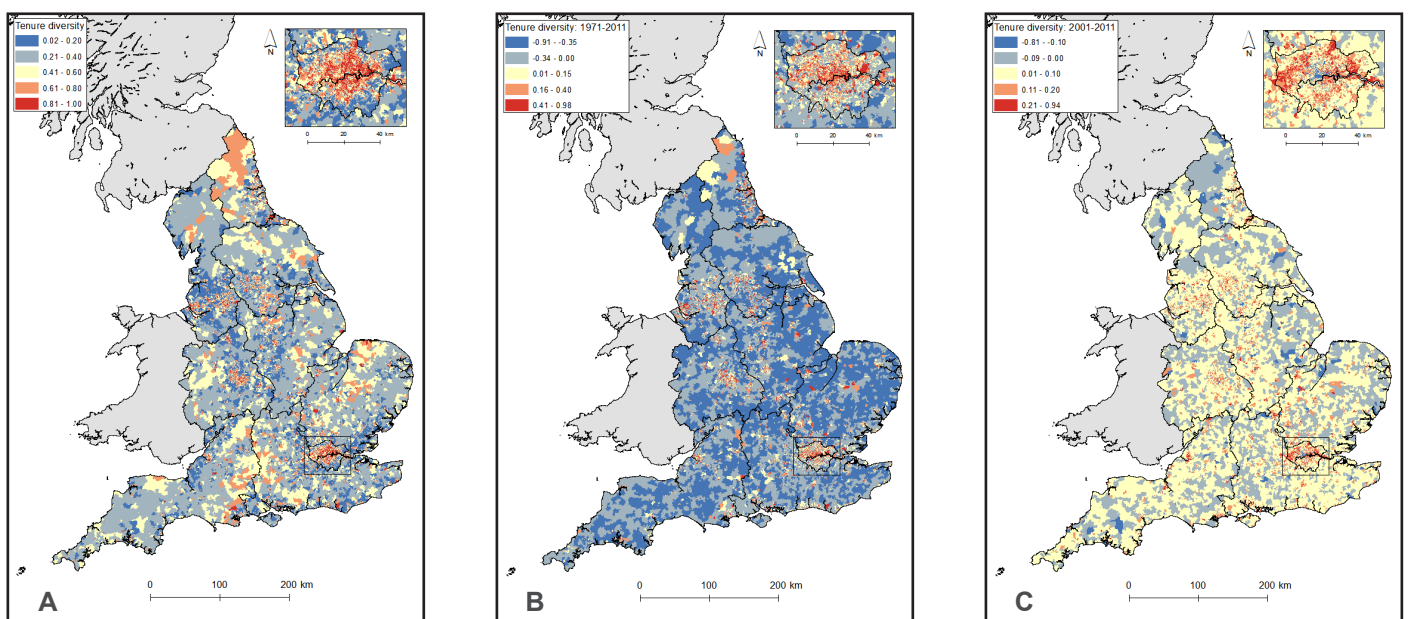 Tenure diversity
0.02 - 0.20
0.21 - 0.40
0.41 - 0.60
0.61 - 0.80
0.81 - 1.00
N
0 20 40 km
0 100 200 km
A
Tenure diversity: 1971-2011
-0.91 - -0.35
-0.34 - 0.00
0.01 - 0.15
0.16 - 0.40
0.41 - 0.98
N
0 20 40 km
0 100 200 km
B
Tenure diversity: 2001-2011
-0.81 - -0.10
-0.09 - 0.00
0.01 - 0.10
0.11 - 0.20
0.21 - 0.94
N
0 20 40 km
0 100 200 km
C